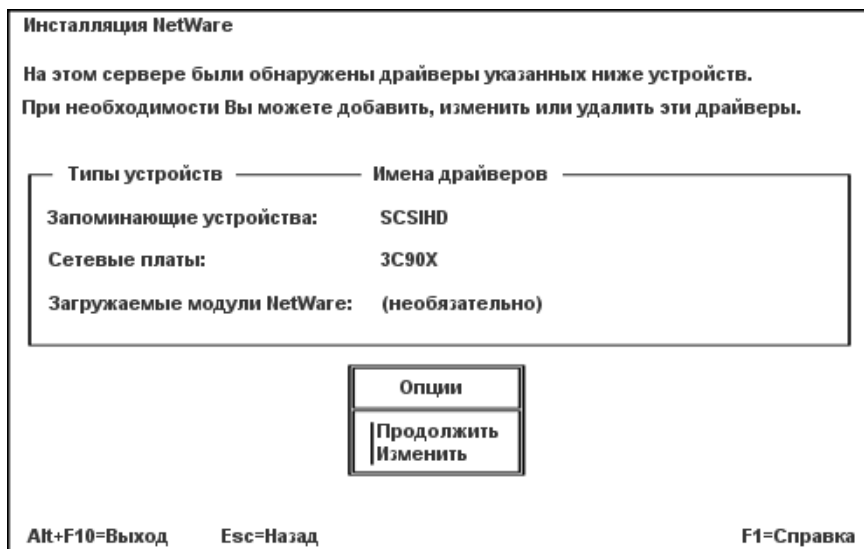 Инсталляция NetWare
На этом сервере были обнаружены драйверы указанных ниже устройств.
При необходимости Вы можете добавить, изменить или удалить эти драйверы.
Типы устройств Имена драйверов
Запоминающие устройства: SCSIHD
Сетевые платы: 3C90X
Загружаемые модули NetWare: (необязательно)
Опции
Продолжить
Изменить
Alt+F10=Выход Esc=Назад F1=Справка